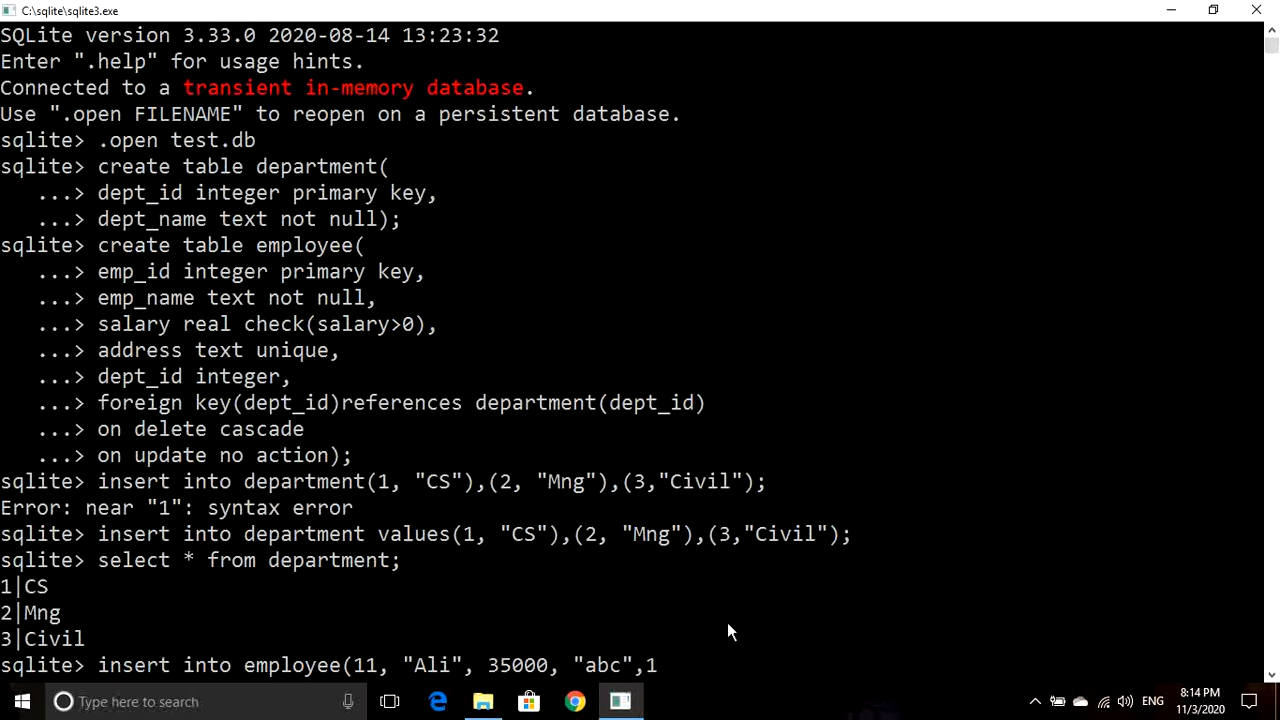 C:\sqlite\sqlite3.exe
SQLite version 3.33.0 2020-08-14 13:23:32
Enter ".help" for usage hints.
Connected to a transient in-memory database.
Use ".open FILENAME" to reopen on a persistent database.
sqlite> .open test.db
sqlite> create table department(
   ...> dept_id integer primary key,
   ...> dept_name text not null);
sqlite> create table employee(
   ...> emp_id integer primary key,
   ...> emp_name text not null,
   ...> salary real check(salary>0),
   ...> address text unique,
   ...> dept_id integer,
   ...> foreign key(dept_id)references department(dept_id)
   ...> on delete cascade
   ...> on update no action);
sqlite> insert into department(1, "CS"),(2, "Mng"),(3,"Civil");
Error: near "1": syntax error
sqlite> insert into department values(1, "CS"),(2, "Mng"),(3,"Civil");
sqlite> select * from department;
1|CS
2|Mng
3|Civil
sqlite> insert into employee(11, "Ali", 35000, "abc",1
Type here to search
ENG
8:14 PM
11/3/2020